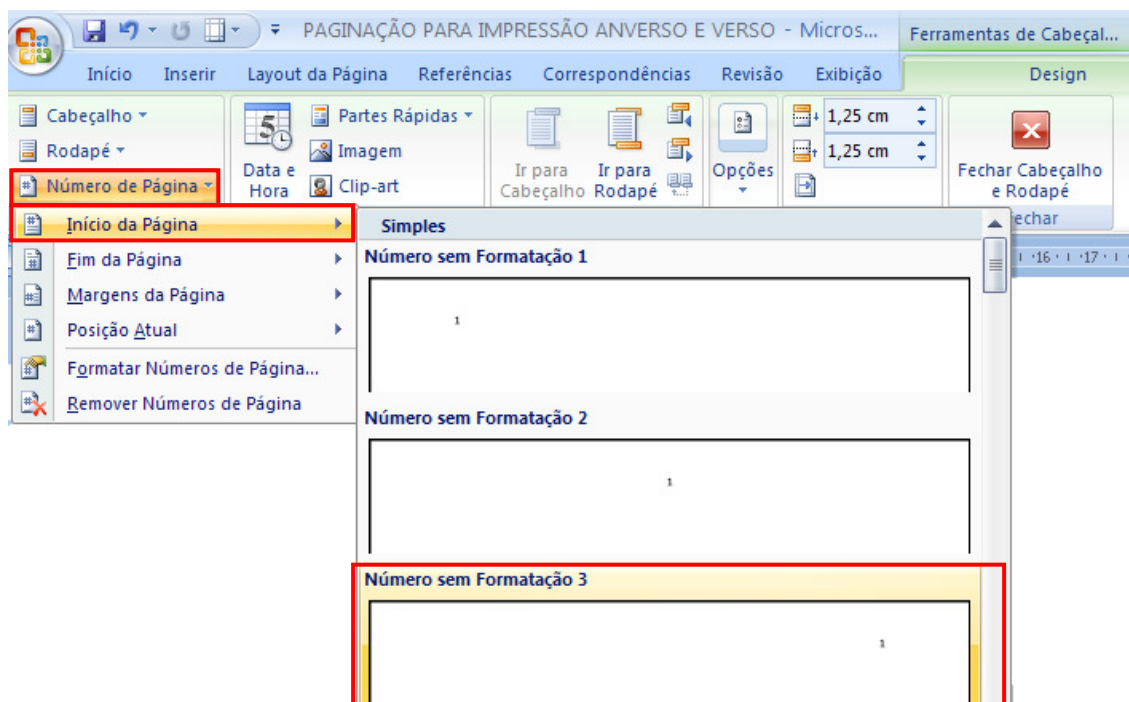 PAGINAÇÃO PARA IMPRESSÃO ANVERSO E VERSO - Micros...
Ferramentas de Cabeçal...
Início Inserir Layout da Página Referências Correspondências Revisão Exibição Design
Cabeçalho
Rodapé
Número de Página
5
Data e
Hora
Partes Rápidas
Imagem
Clip-art
Ir para
Cabeçalho
Ir para
Rodapé
Opções
1,25 cm
1,25 cm
Fechar Cabeçalho
e Rodapé
echar
16 17
Início da Página
Fim da Página
Margens da Página
Posição Atual
Formatar Números de Página...
Remover Números de Página
Simples
Número sem Formatação 1
1
Número sem Formatação 2
1
Número sem Formatação 3
1